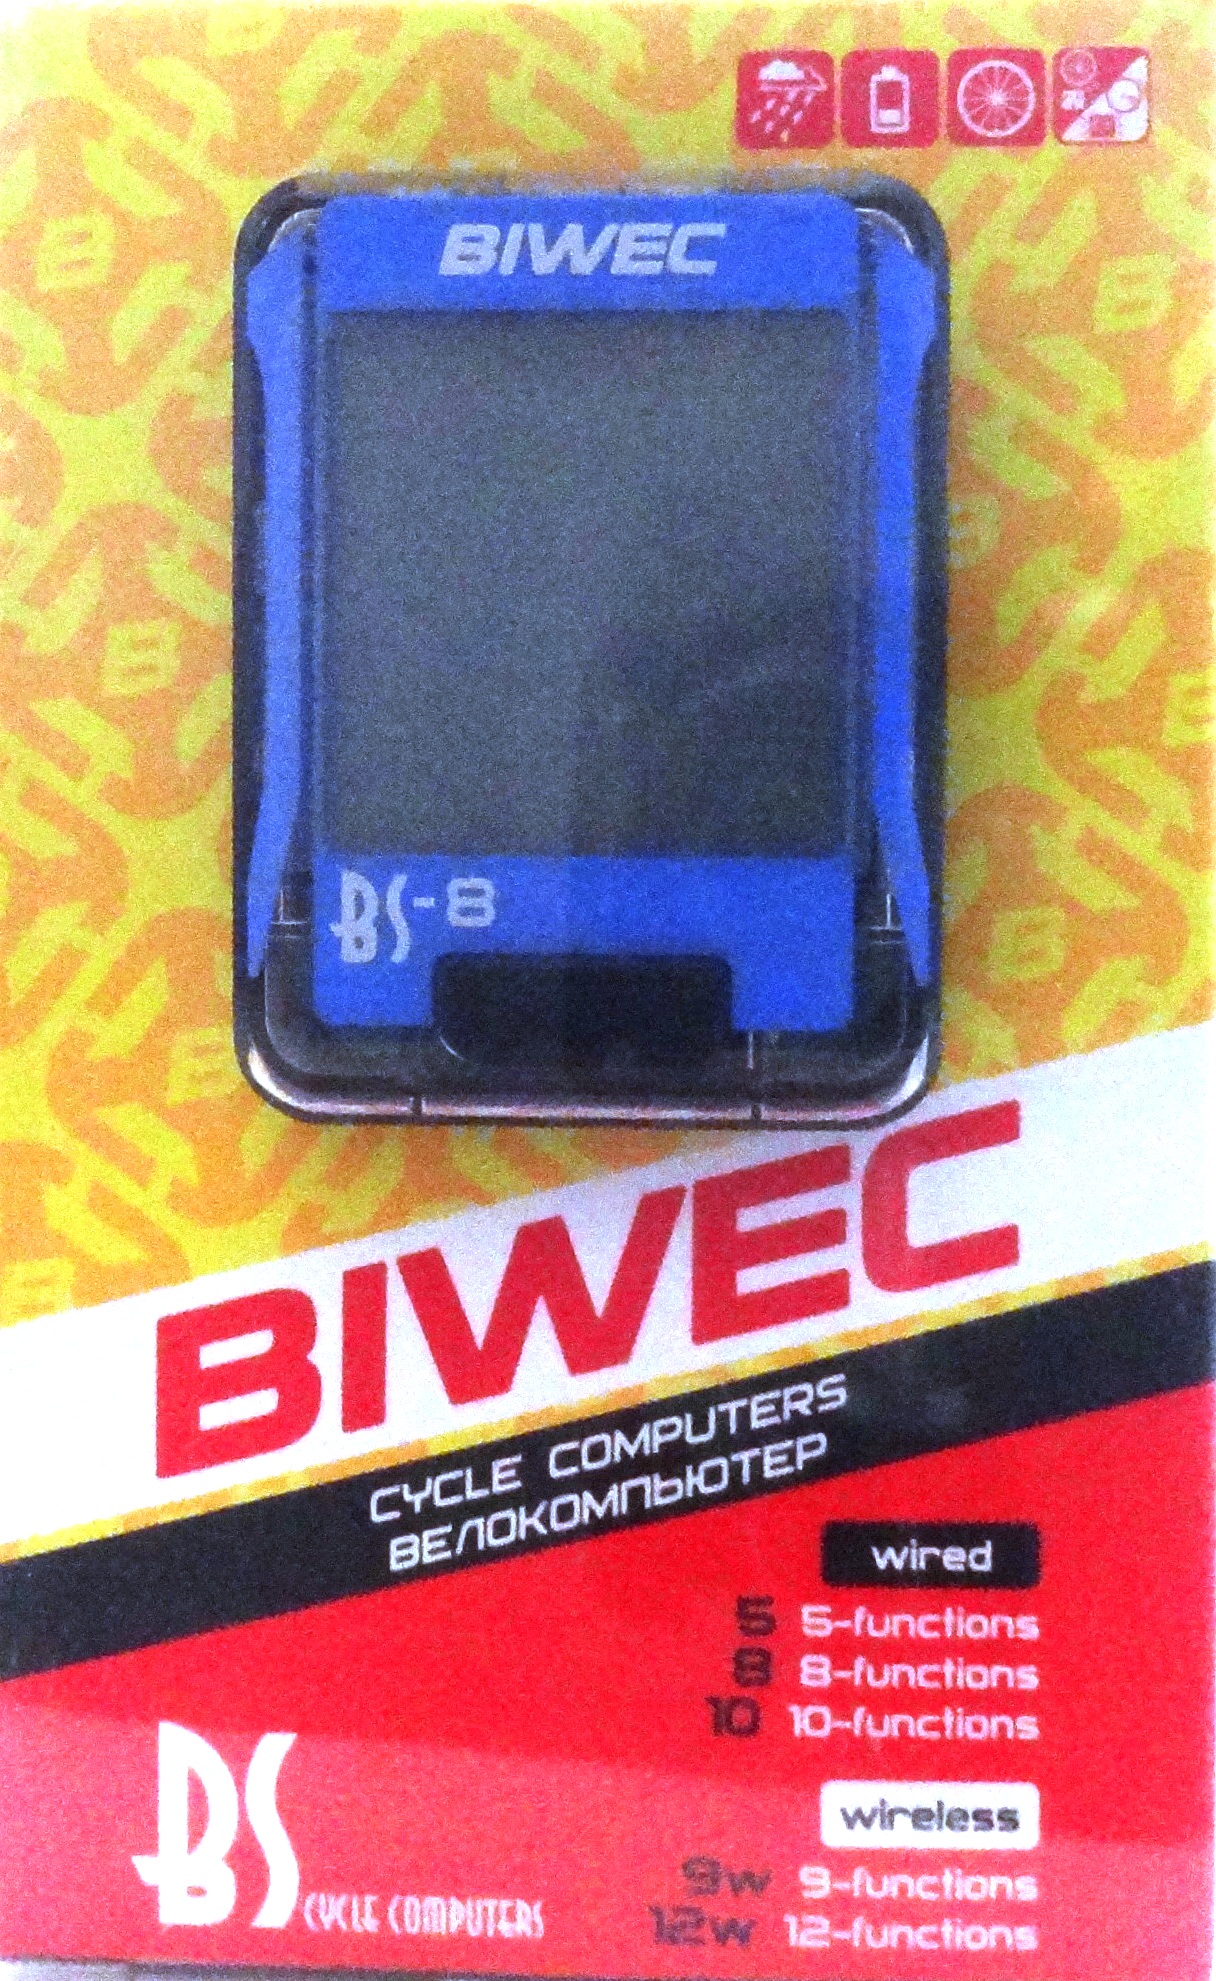 BIWEC
BS-8
BIWEC
CYCLE COMPUTERS
ВЕЛОКОМПЬЮТЕР
wired
5 5-functions
8 8-functions
10 10-functions
wireless
9w 9-functions
12w 12-functions
BS CYCLE COMPUTERS